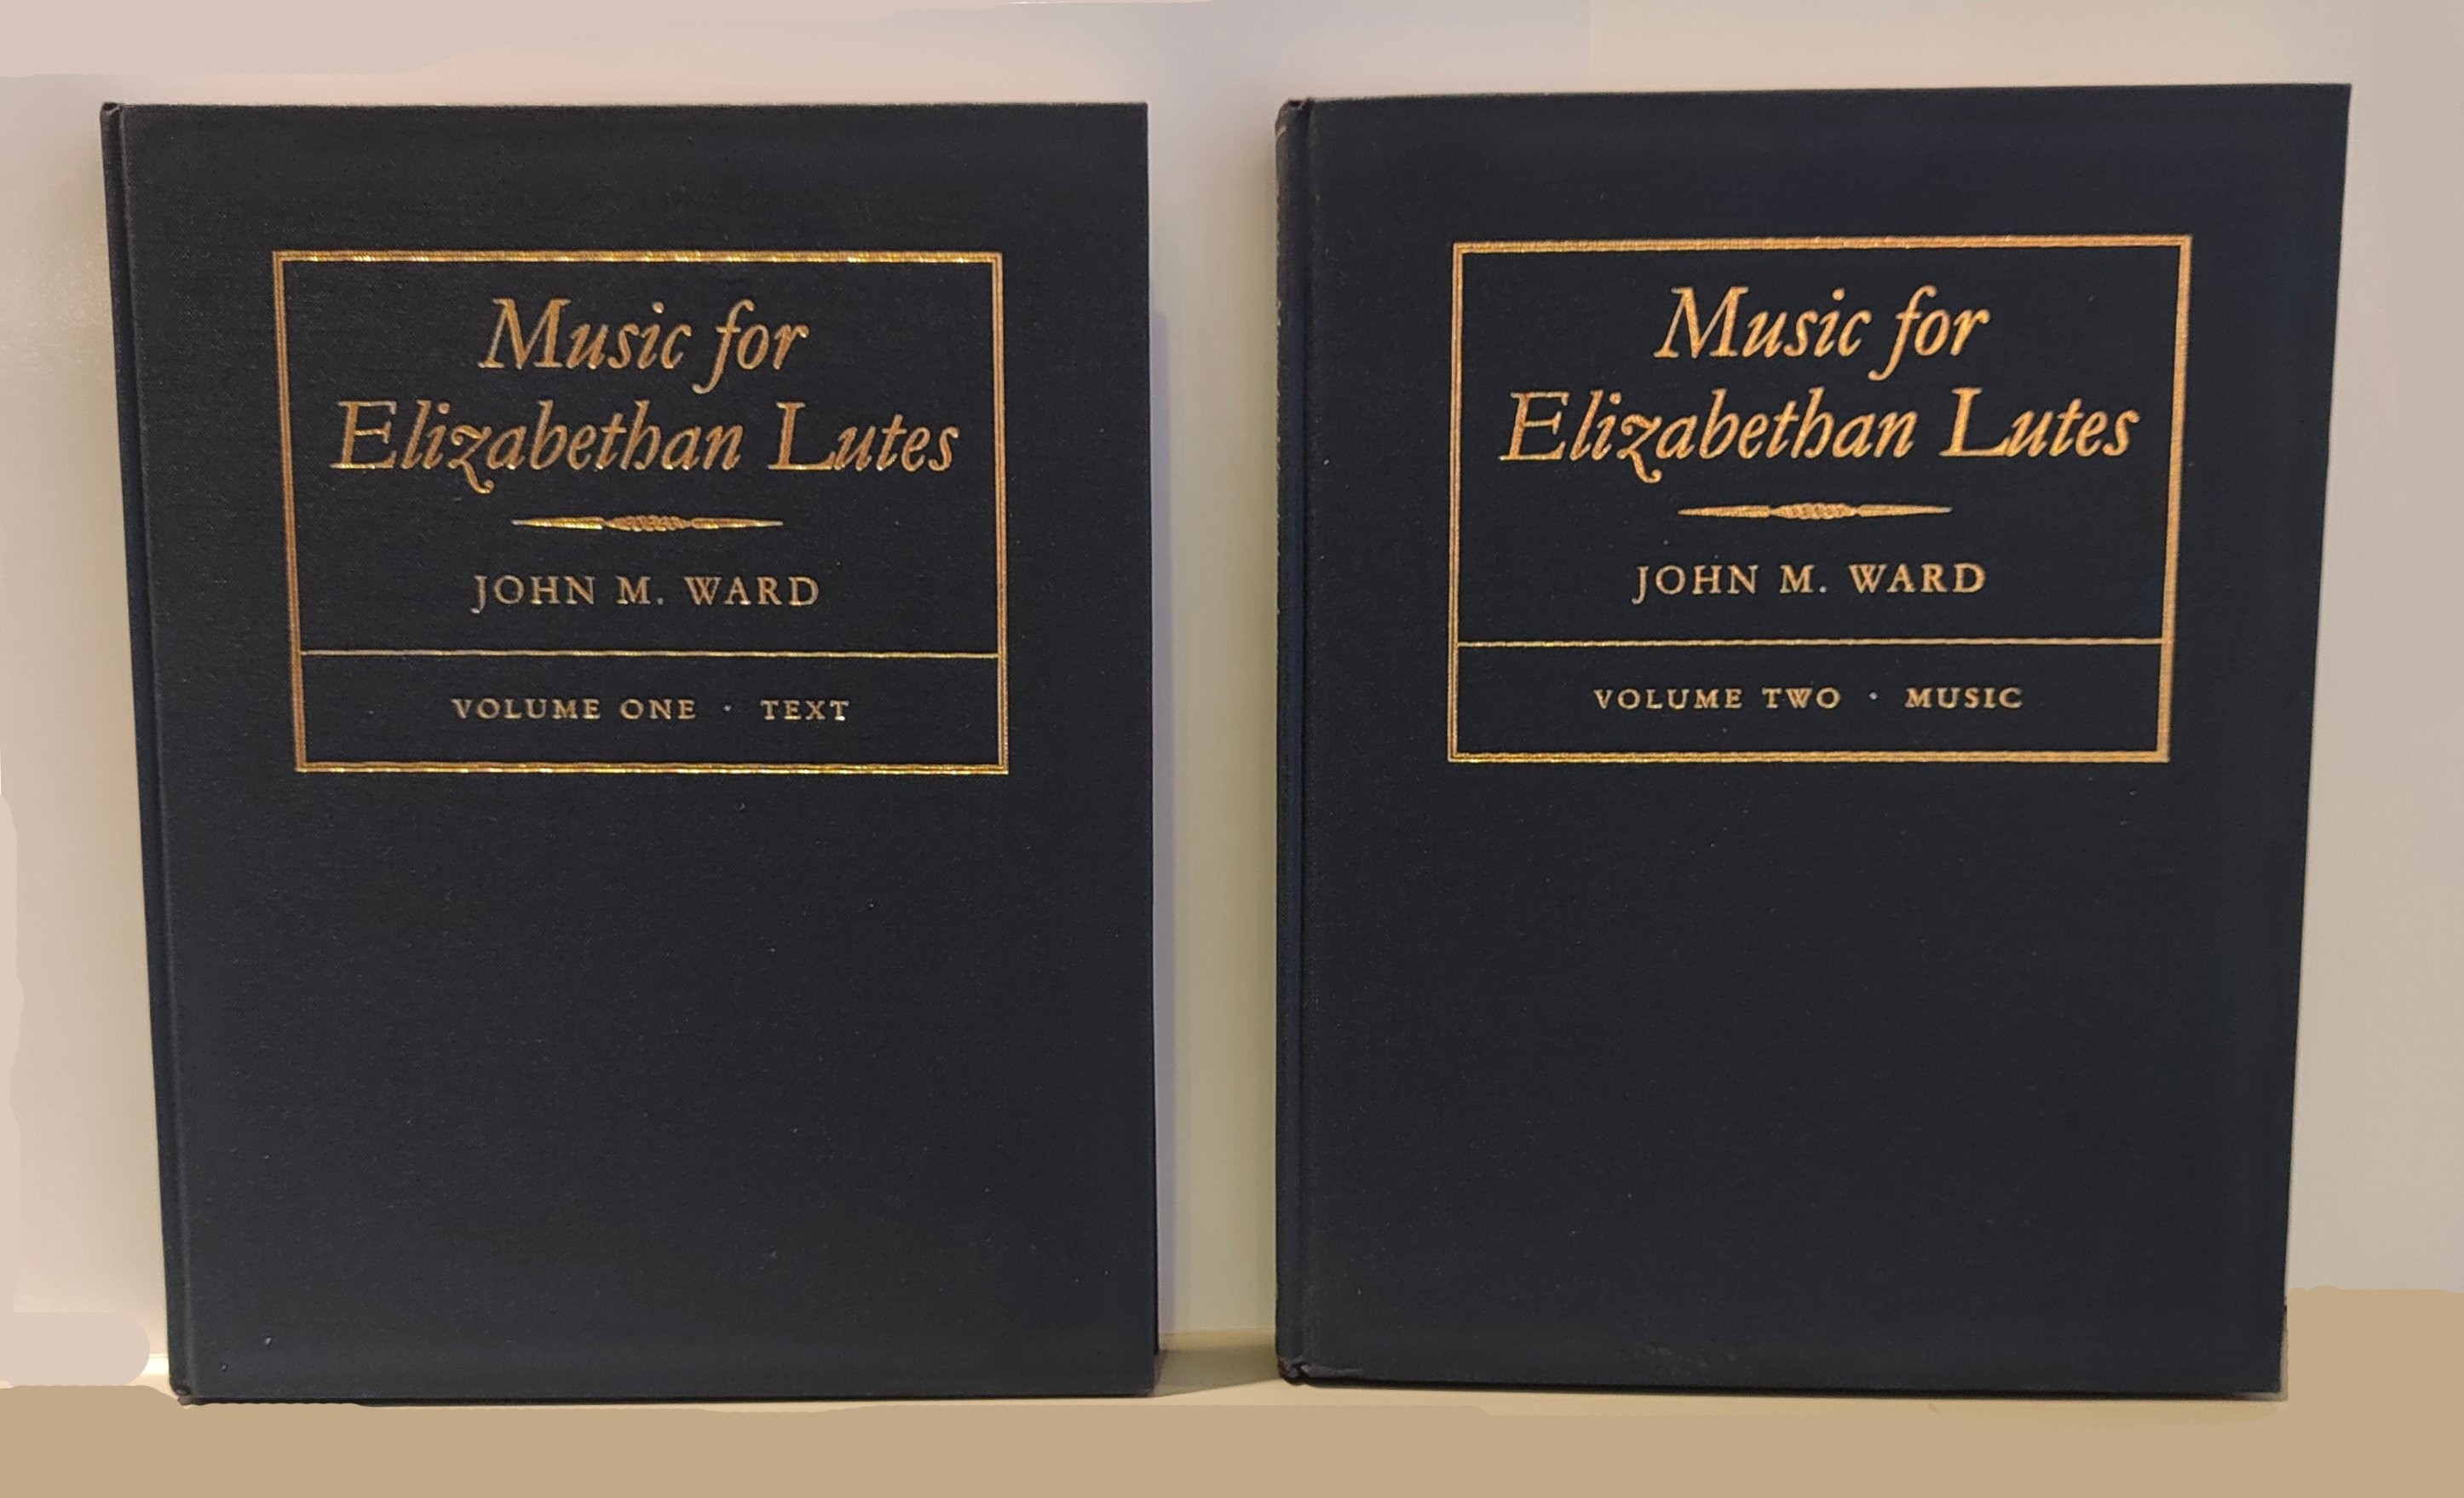 Music for
Elizabethan Lutes
JOHN M. WARD
VOLUME ONE · TEXT
Music for
Elizabethan Lutes
JOHN M. WARD
VOLUME TWO · MUSIC